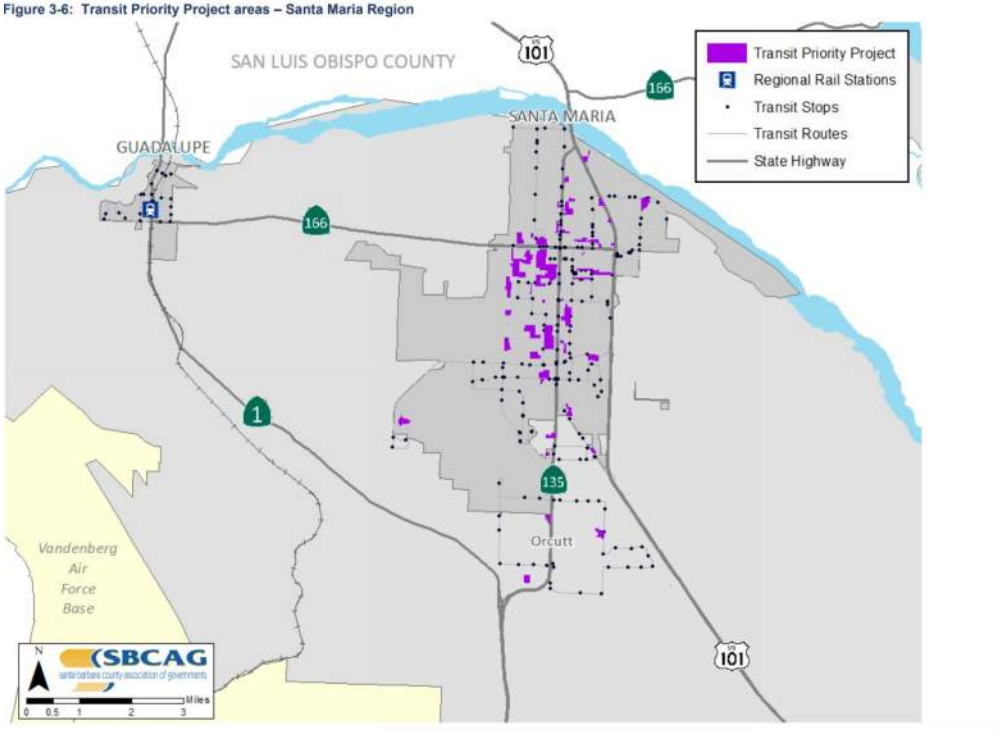 Figure 3-6: Transit Priority Project areas – Santa Maria Region
SAN LUIS OBISPO COUNTY
US
101
166
Transit Priority Project
Regional Rail Stations
Transit Stops
Transit Routes
State Highway
SANTA MARIA
GUADALUPE
166
1
135
Orcutt
Vandenberg
Air
Force
Base
US
101
N
SBCAG
santa barbara county association of governments
Miles
0 0.5 1 2 3